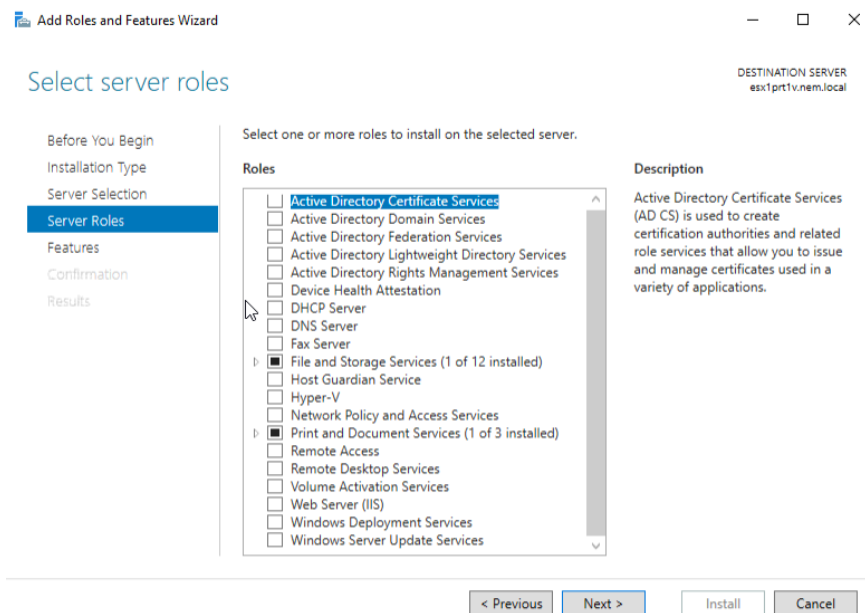 Add Roles and Features Wizard
Select server roles
DESTINATION SERVER
esx1prt1v.nem.local
Before You Begin
Installation Type
Server Selection
Server Roles
Features
Confirmation
Results
Select one or more roles to install on the selected server.
Roles
Active Directory Certificate Services
Active Directory Domain Services
Active Directory Federation Services
Active Directory Lightweight Directory Services
Active Directory Rights Management Services
Device Health Attestation
DHCP Server
DNS Server
Fax Server
File and Storage Services (1 of 12 installed)
Host Guardian Service
Hyper-V
Network Policy and Access Services
Print and Document Services (1 of 3 installed)
Remote Access
Remote Desktop Services
Volume Activation Services
Web Server (IIS)
Windows Deployment Services
Windows Server Update Services
Description
Active Directory Certificate Services
(AD CS) is used to create
certification authorities and related
role services that allow you to issue
and manage certificates used in a
variety of applications.
< Previous
Next >
Install
Cancel